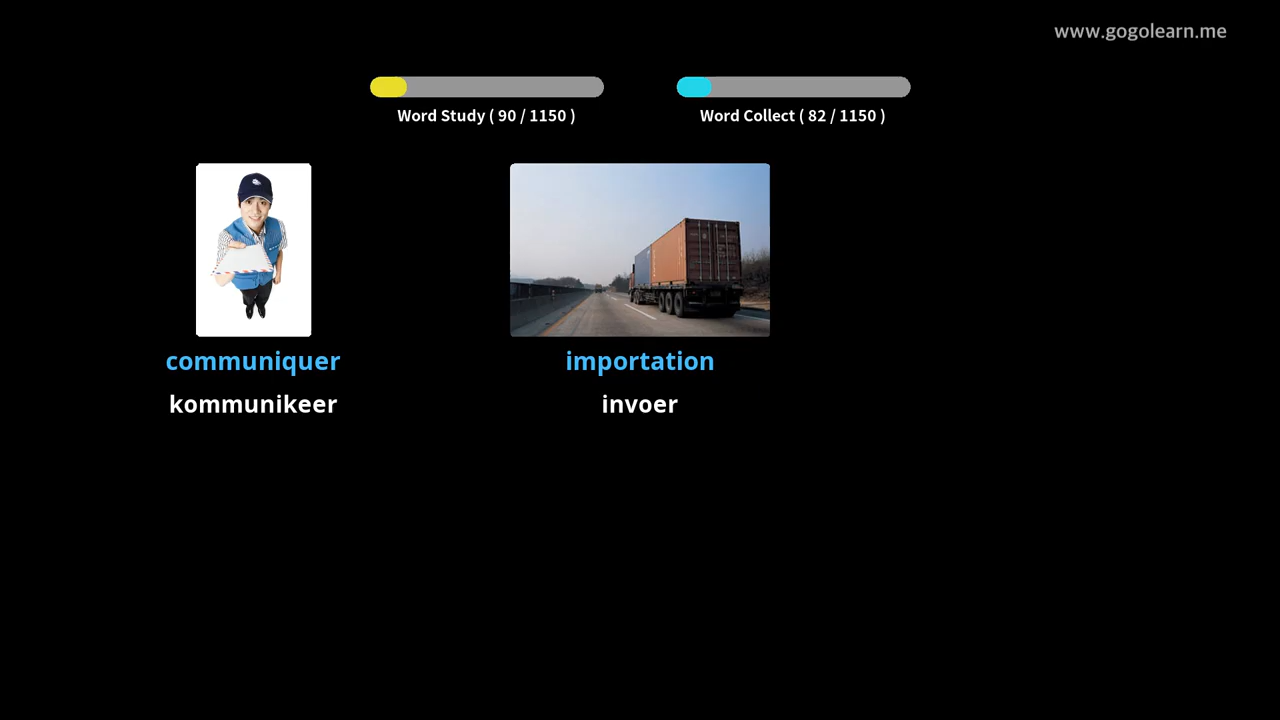 www.gogolearn.me
Word Study ( 90 / 1150 )
Word Collect ( 82 / 1150 )
communiquer
importation
kommunikeer
invoer